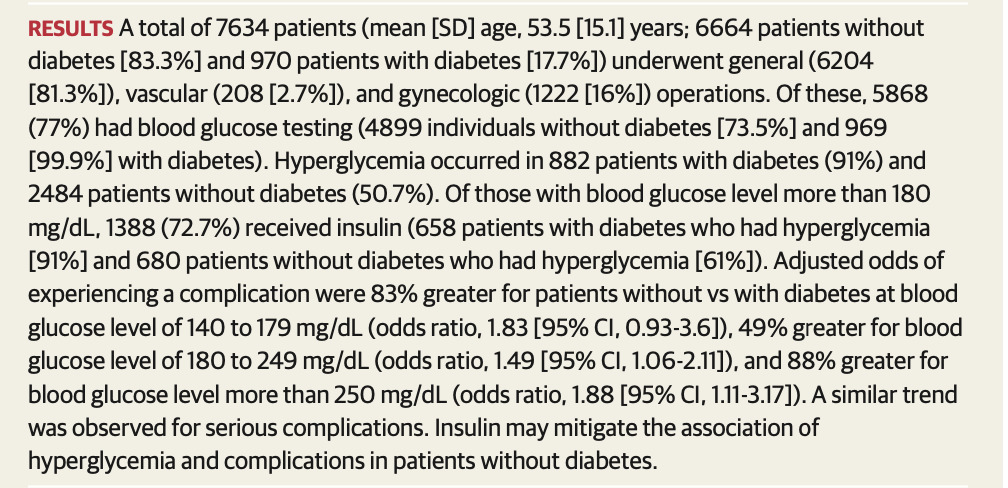 RESULTS A total of 7634 patients (mean [SD] age, 53.5 [15.1] years; 6664 patients without
diabetes [83.3%] and 970 patients with diabetes [17.7%]) underwent general (6204
[81.3%]), vascular (208 [2.7%]), and gynecologic (1222 [16%]) operations. Of these, 5868
(77%) had blood glucose testing (4899 individuals without diabetes [73.5%] and 969
[99.9%] with diabetes). Hyperglycemia occurred in 882 patients with diabetes (91%) and
2484 patients without diabetes (50.7%). Of those with blood glucose level more than 180
mg/dL, 1388 (72.7%) received insulin (658 patients with diabetes who had hyperglycemia
[91%] and 680 patients without diabetes who had hyperglycemia [61%]). Adjusted odds of
experiencing a complication were 83% greater for patients without vs with diabetes at blood
glucose level of 140 to 179 mg/dL (odds ratio, 1.83 [95% CI, 0.93-3.6]), 49% greater for blood
glucose level of 180 to 249 mg/dL (odds ratio, 1.49 [95% CI, 1.06-2.11]), and 88% greater for
blood glucose level more than 250 mg/dL (odds ratio, 1.88 [95% CI, 1.11-3.17]). A similar trend
was observed for serious complications. Insulin may mitigate the association of
hyperglycemia and complications in patients without diabetes.